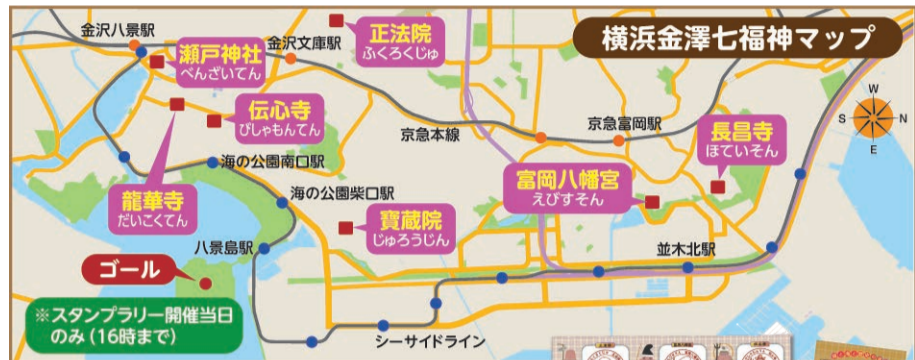 横浜金澤七福神マップ
金沢八景駅
瀬戸神社
べんざいてん
金沢文庫駅
正法院
ふくろくじゅ
伝心寺
びしゃもんてん
京急本線
京急富岡駅
長昌寺
ほていそん
W
S
N
E
龍華寺
だいこくてん
海の公園南口駅
海の公園柴口駅
富岡八幡宮
えびすそん
寶蔵院
じゅろうじん
八景島駅
並木北駅
ゴール
※スタンプラリー開催当日
のみ（16時まで）
シーサイドライン